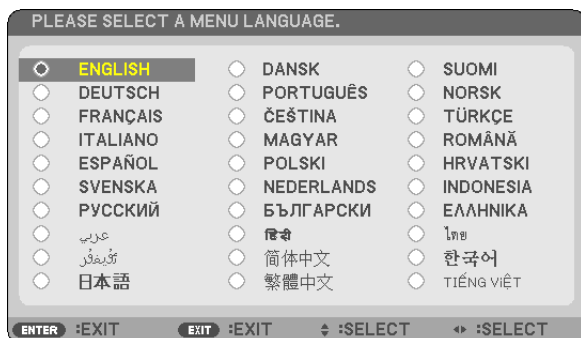 PLEASE SELECT A MENU LANGUAGE.
ENGLISH DANSK SUOMI
DEUTSCH PORTUGUÊS NORSK
FRANÇAIS ČEŠTINA TÜRKÇE
ITALIANO MAGYAR ROMÂNĂ
ESPAÑOL POLSKI HRVATSKI
SVENSKA NEDERLANDS INDONESIA
РУССКИЙ БЪЛГАРСКИ ΕΛΛΗΝΙΚΑ
عربي हिन्दी ไทย
简体中文 한국어
日本語 繁體中文 TIẾNG VIỆT
ENTER :EXIT EXIT :EXIT :SELECT :SELECT